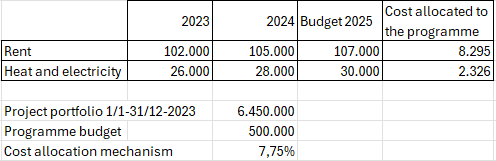 2023 2024 Budget 2025 Cost allocated to the programme
Rent 102.000 105.000 107.000 8.295
Heat and electricity 26.000 28.000 30.000 2.326
Project portfolio 1/1-31/12-2023 6.450.000
Programme budget 500.000
Cost allocation mechanism 7,75%